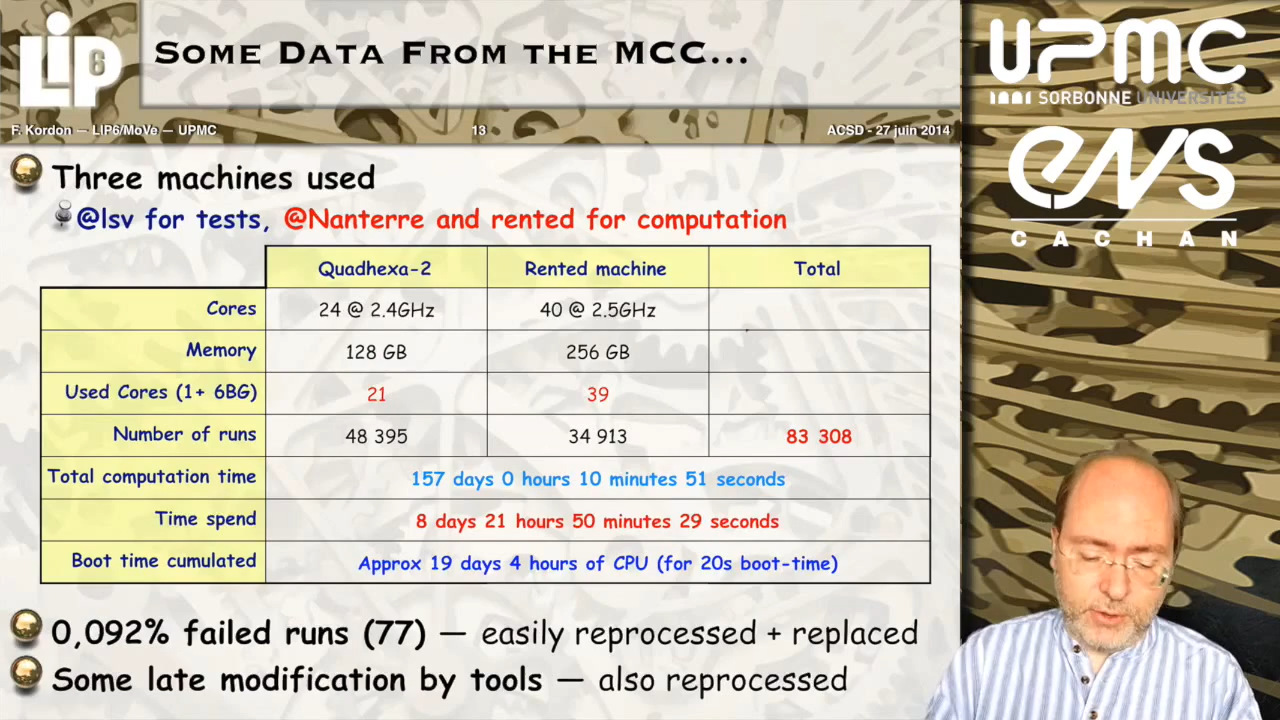 LiP6
SOME DATA FROM THE MCC...
F. Kordon — LIP6/MoVe — UPMC
13
ACSD - 27 juin 2014
UPMC
SORBONNE UNIVERSITÉS
ENS
CACHAN
Three machines used
@lsv for tests, @Nanterre and rented for computation
Quadhexa-2 Rented machine Total
Cores 24 @ 2.4GHz 40 @ 2.5GHz
Memory 128 GB 256 GB
Used Cores (1+ 6BG) 21 39
Number of runs 48 395 34 913 83 308
Total computation time 157 days 0 hours 10 minutes 51 seconds
Time spend 8 days 21 hours 50 minutes 29 seconds
Boot time cumulated Approx 19 days 4 hours of CPU (for 20s boot-time)
0,092% failed runs (77) — easily reprocessed + replaced
Some late modification by tools — also reprocessed